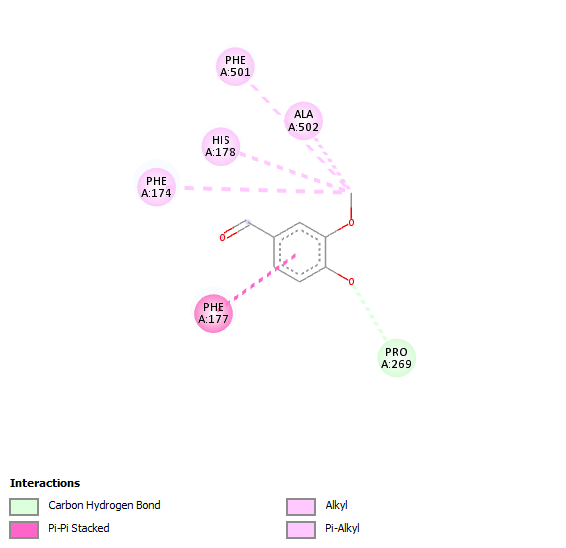 PHE
A:501
ALA
A:502
HIS
A:178
PHE
A:174
O
O
PHE
A:177
O
PRO
A:269
Interactions
Carbon Hydrogen Bond
Pi-Pi Stacked
Alkyl
Pi-Alkyl